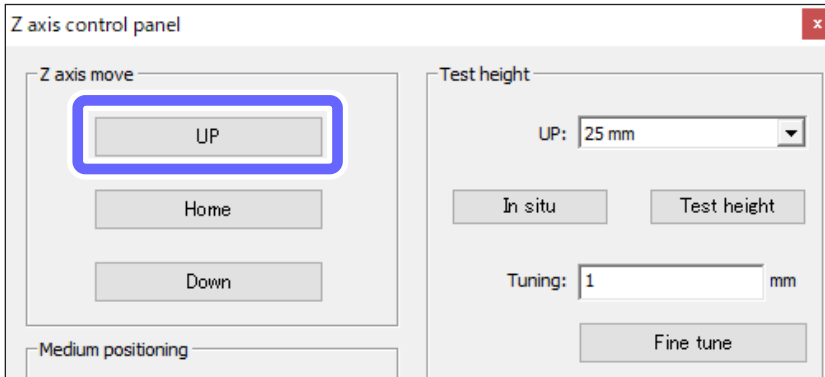 Z axis control panel
x
Z axis move
UP
Home
Down
Medium positioning
Test height
UP: 25 mm
In situ Test height
Tuning: 1 mm
Fine tune